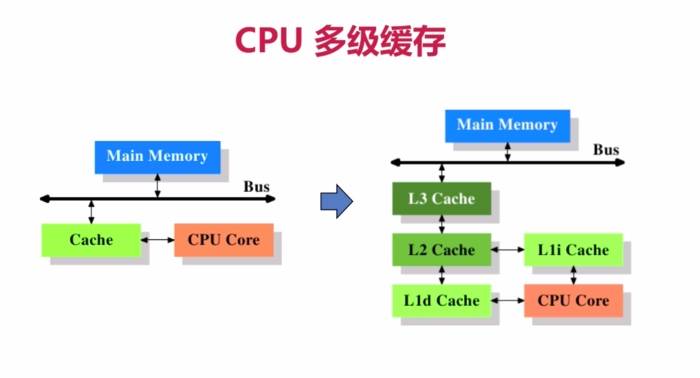 CPU 多级缓存
Main Memory
Bus
Cache
CPU Core
Main Memory
Bus
L3 Cache
L2 Cache
L1i Cache
L1d Cache
CPU Core